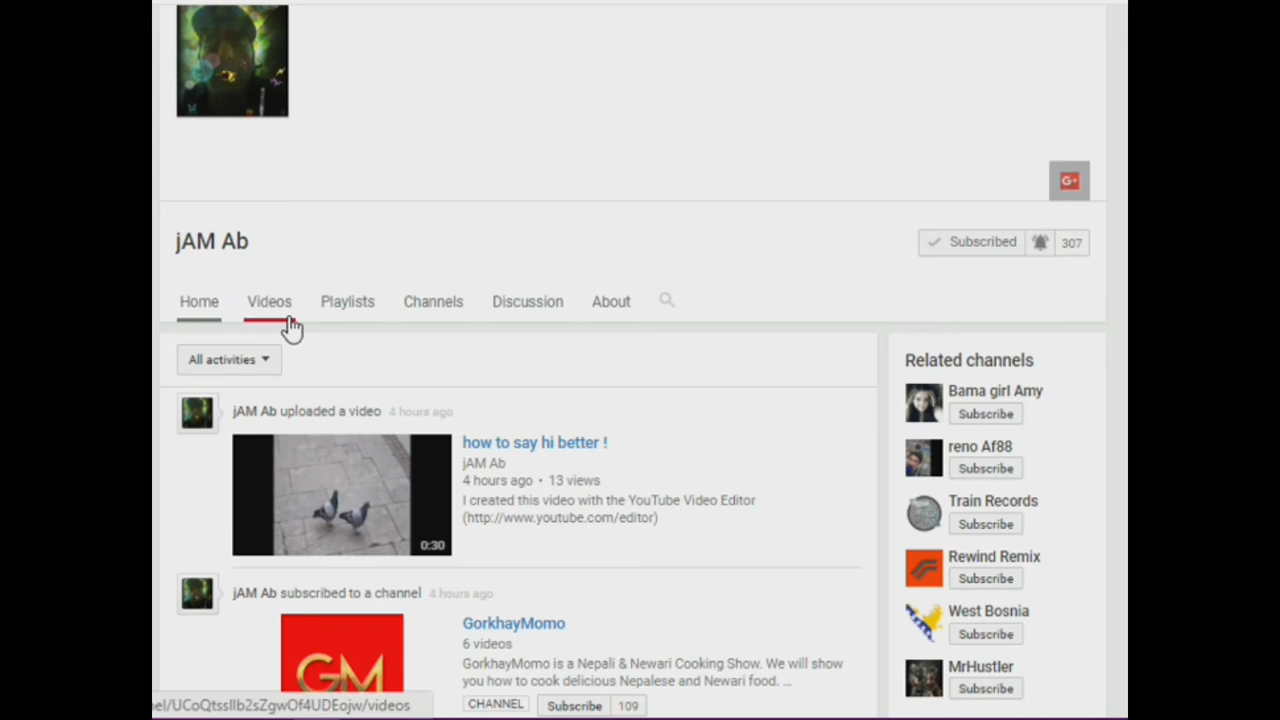 G+
jAM Ab
Subscribed 307
Home Videos Playlists Channels Discussion About
All activities
jAM Ab uploaded a video 4 hours ago
how to say hi better !
jAM Ab
4 hours ago • 13 views
I created this video with the YouTube Video Editor
(http://www.youtube.com/editor)
0:30
jAM Ab subscribed to a channel 4 hours ago
GM
GorkhayMomo
6 videos
GorkhayMomo is a Nepali & Newari Cooking Show. We will show
you how to cook delicious Nepalese and Newari food. ...
CHANNEL Subscribe 109
Related channels
Bama girl Amy
Subscribe
reno Af88
Subscribe
Train Records
Subscribe
Rewind Remix
Subscribe
West Bosnia
Subscribe
MrHustler
Subscribe